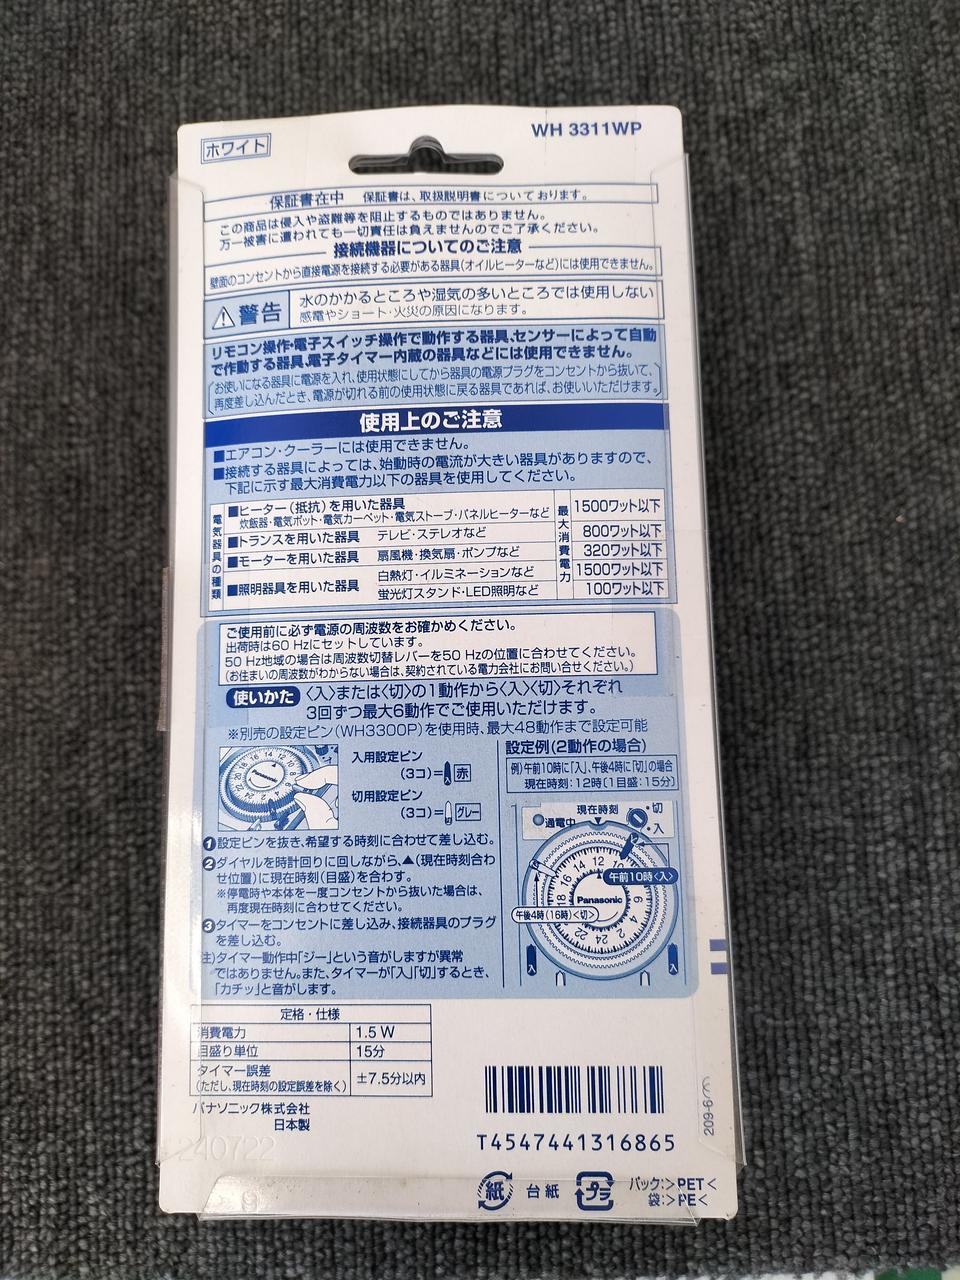 ホワイト
WH 3311WP
保証書在中 保証書は、取扱説明書についております。
この商品は侵入や盗難等を阻止するものではありません。
万一被害に遭われても一切責任は負えませんのでご了承ください。
接続機器についてのご注意
壁面のコンセントから直接電源を接続する必要がある器具(オイルヒーターなど)には使用できません。
警告
水のかかるところや湿気の多いところでは使用しない
感電やショート・火災の原因になります。
リモコン操作・電子スイッチ操作で動作する器具、センサーによって自動
で作動する器具、電子タイマー内蔵の器具などには使用できません。
(お使いになる器具に電源を入れ、使用状態にしてから器具の電源プラグをコンセントから抜いて、
再度差し込んだとき、電源が切れる前の使用状態に戻る器具であれば、お使いいただけます。)
使用上のご注意
■エアコン・クーラーには使用できません。
■接続する器具によっては、始動時の電流が大きい器具がありますので、
下記に示す最大消費電力以下の器具を使用してください。
電気器具の種類
■ヒーター(抵抗)を用いた器具
炊飯器・電気ポット・電気カーペット・電気ストーブ・パネルヒーターなど
最大消費電力
1500ワット以下
■トランスを用いた器具 テレビ・ステレオなど 800ワット以下
■モーターを用いた器具 扇風機・換気扇・ポンプなど 320ワット以下
■照明器具を用いた器具
白熱灯・イルミネーションなど 1500ワット以下
蛍光灯スタンド・LED照明など 100ワット以下
ご使用前に必ず電源の周波数をお確かめください。
出荷時は60 Hzにセットしています。
50 Hz地域の場合は周波数切替レバーを50 Hzの位置に合わせてください。
(お住まいの周波数がわからない場合は、契約されている電力会社にお問い合せください。)
使いかた
〈入〉または〈切〉の1動作から〈入〉〈切〉それぞれ
3回ずつ最大6動作でご使用いただけます。
※別売の設定ピン(WH3300P)を使用時、最大48動作まで設定可能
入用設定ピン
(3コ)= 赤
切用設定ピン
(3コ)= グレー
❶設定ピンを抜き、希望する時刻に合わせて差し込む。
❷ダイヤルを時計回りに回しながら、▲(現在時刻合わ
せ位置)に現在時刻(目盛)を合わす。
※停電時や本体を一度コンセントから抜いた場合は、
再度現在時刻に合わせてください。
❸タイマーをコンセントに差し込み、接続器具のプラグ
を差し込む。
注)タイマー動作中「ジー」という音がしますが異常
ではありません。また、タイマーが「入」「切」するとき、
「カチッ」と音がします。
設定例(2動作の場合)
例)午前10時に「入」、午後4時に「切」の場合
現在時刻:12時(1目盛:15分)
現在時刻
切
通電中
入
午前10時〈入〉
Panasonic
午後4時(16時)〈切〉
入
入
定格・仕様
消費電力 1.5 W
目盛り単位 15分
タイマー誤差
(ただし、現在時刻の設定誤差を除く)
±7.5分以内
パナソニック株式会社
日本製
240722
T4547441316865
紙 台紙
プラ
パック:>PET<
袋:>PE<